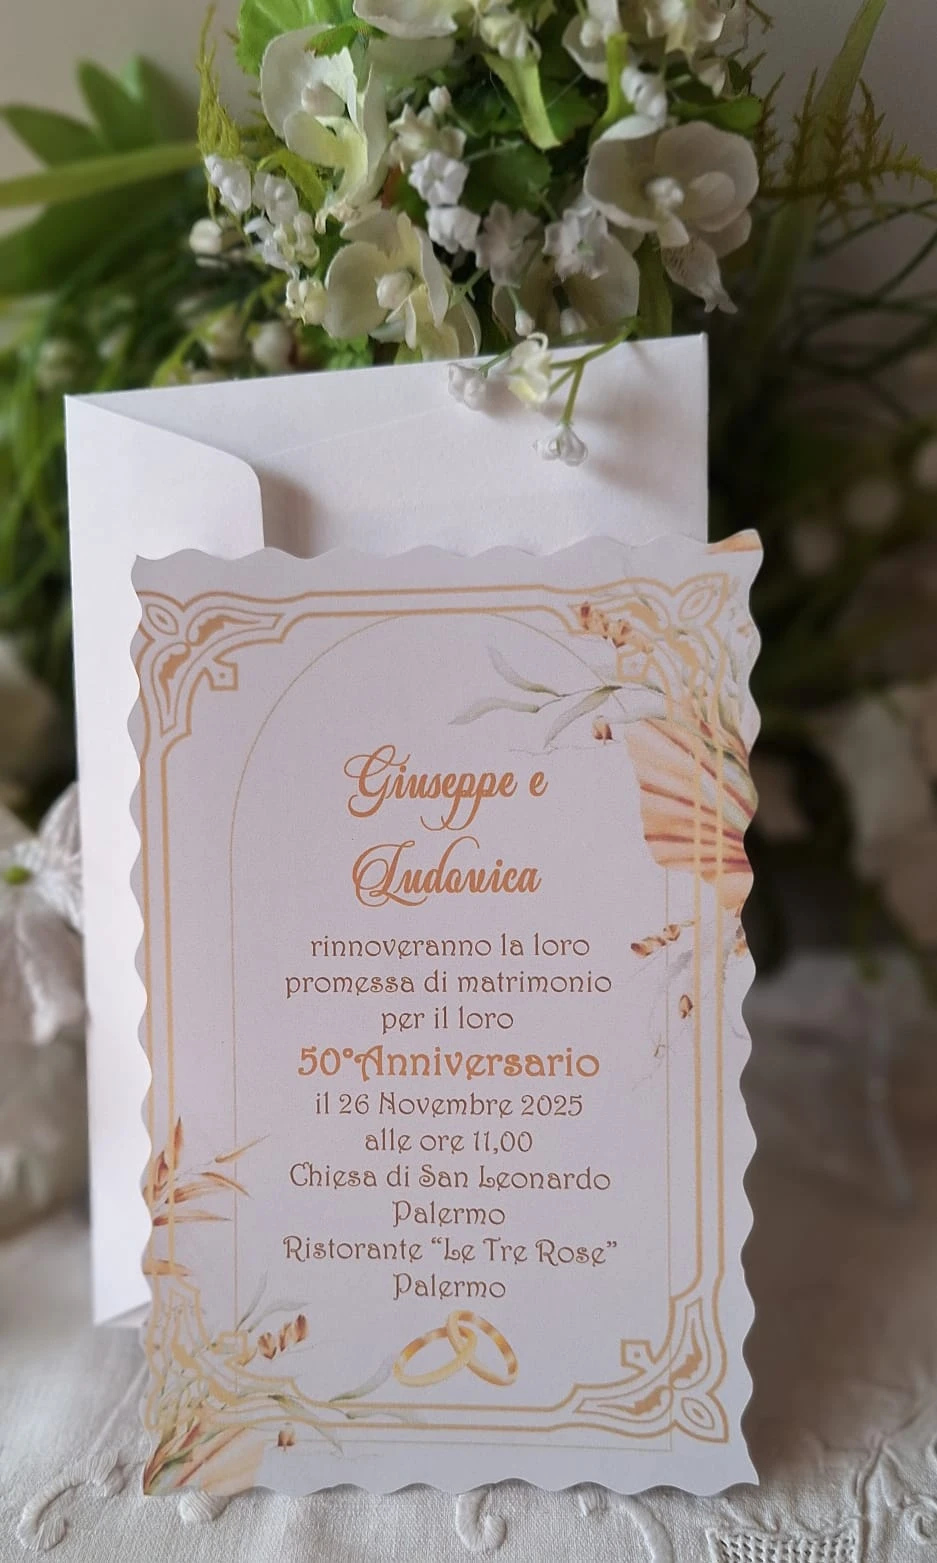 Giuseppe e
Ludovica
rinnoveranno la loro
promessa di matrimonio
per il loro
50°Anniversario
il 26 Novembre 2025
alle ore 11,00
Chiesa di San Leonardo
Palermo
Ristorante “Le Tre Rose”
Palermo